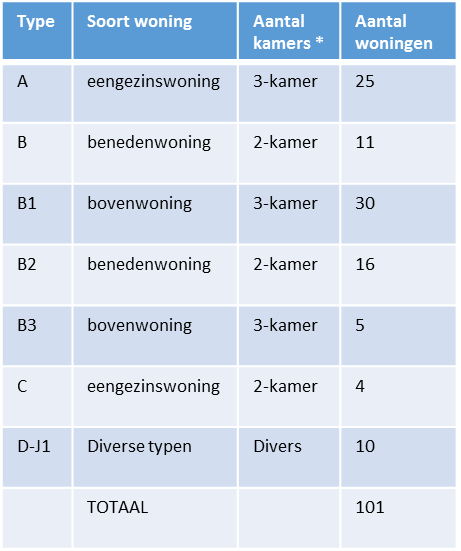 Type Soort woning Aantal kamers * Aantal woningen
A eengezinswoning 3-kamer 25
B benedenwoning 2-kamer 11
B1 bovenwoning 3-kamer 30
B2 benedenwoning 2-kamer 16
B3 bovenwoning 3-kamer 5
C eengezinswoning 2-kamer 4
D-J1 Diverse typen Divers 10
TOTAAL 101